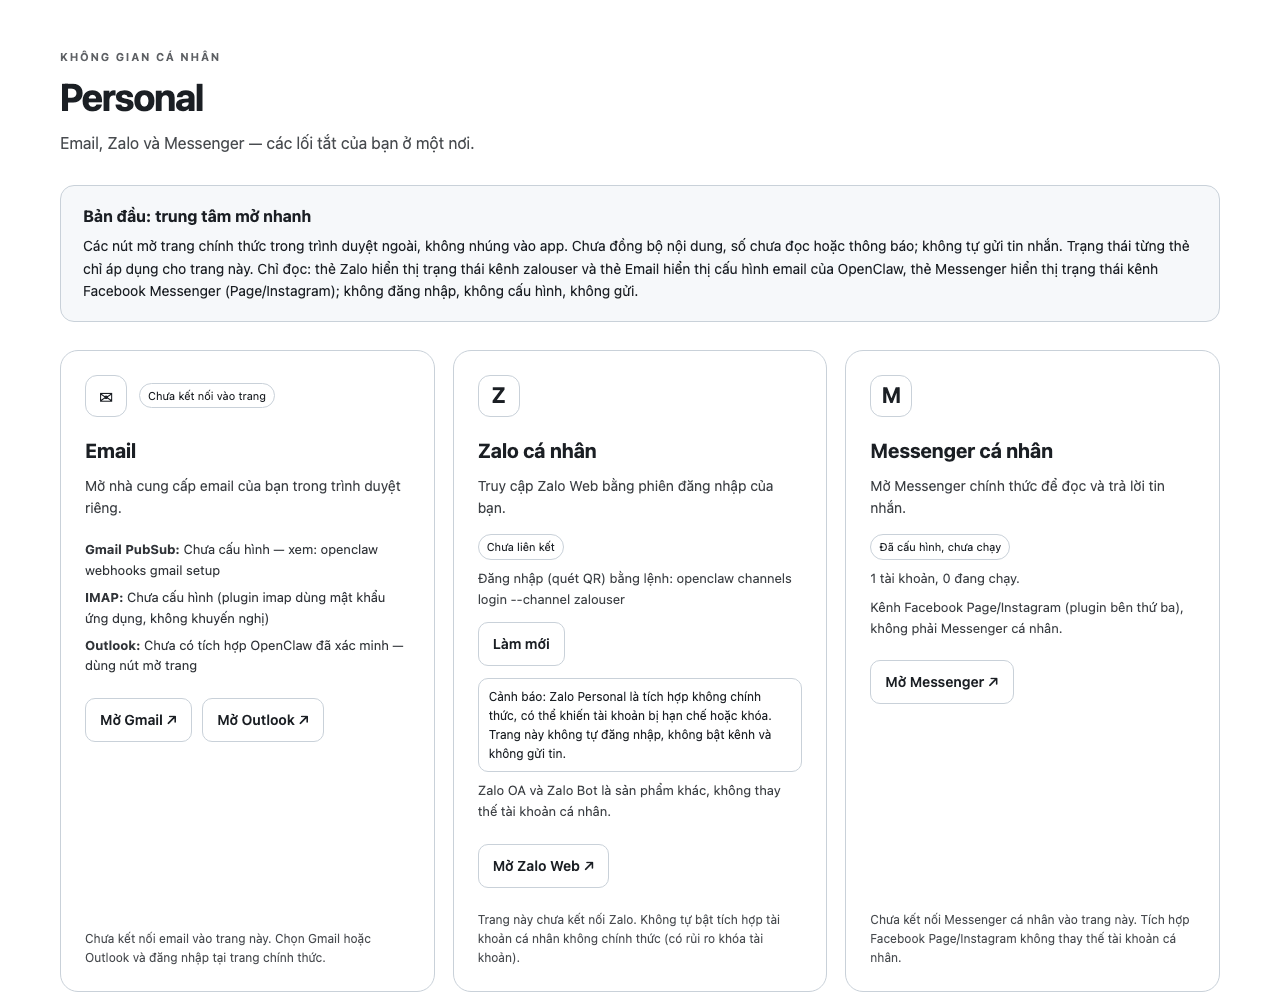 KHÔNG GIAN CÁ NHÂN
Personal
Email, Zalo và Messenger — các lối tắt của bạn ở một nơi.
Bản đầu: trung tâm mở nhanh
Các nút mở trang chính thức trong trình duyệt ngoài, không nhúng vào app. Chưa đồng bộ nội dung, số chưa đọc hoặc thông báo; không tự gửi tin nhắn. Trạng thái từng thẻ
chỉ áp dụng cho trang này. Chỉ đọc: thẻ Zalo hiển thị trạng thái kênh zalouser và thẻ Email hiển thị cấu hình email của OpenClaw, thẻ Messenger hiển thị trạng thái kênh
Facebook Messenger (Page/Instagram); không đăng nhập, không cấu hình, không gửi.
✉
Chưa kết nối vào trang
Email
Mở nhà cung cấp email của bạn trong trình duyệt
riêng.
Gmail PubSub: Chưa cấu hình — xem: openclaw
webhooks gmail setup
IMAP: Chưa cấu hình (plugin imap dùng mật khẩu
ứng dụng, không khuyến nghị)
Outlook: Chưa có tích hợp OpenClaw đã xác minh —
dùng nút mở trang
Mở Gmail ↗
Mở Outlook ↗
Chưa kết nối email vào trang này. Chọn Gmail hoặc
Outlook và đăng nhập tại trang chính thức.
Z
Zalo cá nhân
Truy cập Zalo Web bằng phiên đăng nhập của
bạn.
Chưa liên kết
Đăng nhập (quét QR) bằng lệnh: openclaw channels
login --channel zalouser
Làm mới
Cảnh báo: Zalo Personal là tích hợp không chính
thức, có thể khiến tài khoản bị hạn chế hoặc khóa.
Trang này không tự đăng nhập, không bật kênh và
không gửi tin.
Zalo OA và Zalo Bot là sản phẩm khác, không thay
thế tài khoản cá nhân.
Mở Zalo Web ↗
Trang này chưa kết nối Zalo. Không tự bật tích hợp tài
khoản cá nhân không chính thức (có rủi ro khóa tài
khoản).
M
Messenger cá nhân
Mở Messenger chính thức để đọc và trả lời tin
nhắn.
Đã cấu hình, chưa chạy
1 tài khoản, 0 đang chạy.
Kênh Facebook Page/Instagram (plugin bên thứ ba),
không phải Messenger cá nhân.
Mở Messenger ↗
Chưa kết nối Messenger cá nhân vào trang này. Tích hợp
Facebook Page/Instagram không thay thế tài khoản cá
nhân.